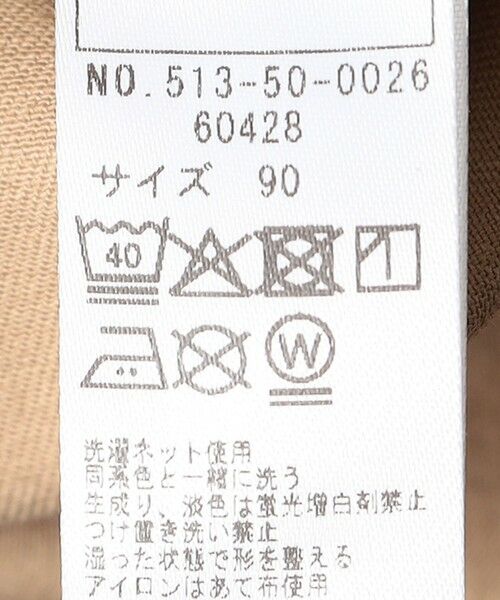 NO.513-50-0026
60428
サイズ 90
40
W
洗濯ネット使用
同系色と一緒に洗う
生成り、淡色は蛍光増白剤禁止
つけ置き洗い禁止
湿った状態で形を整える
アイロンはあて布使用